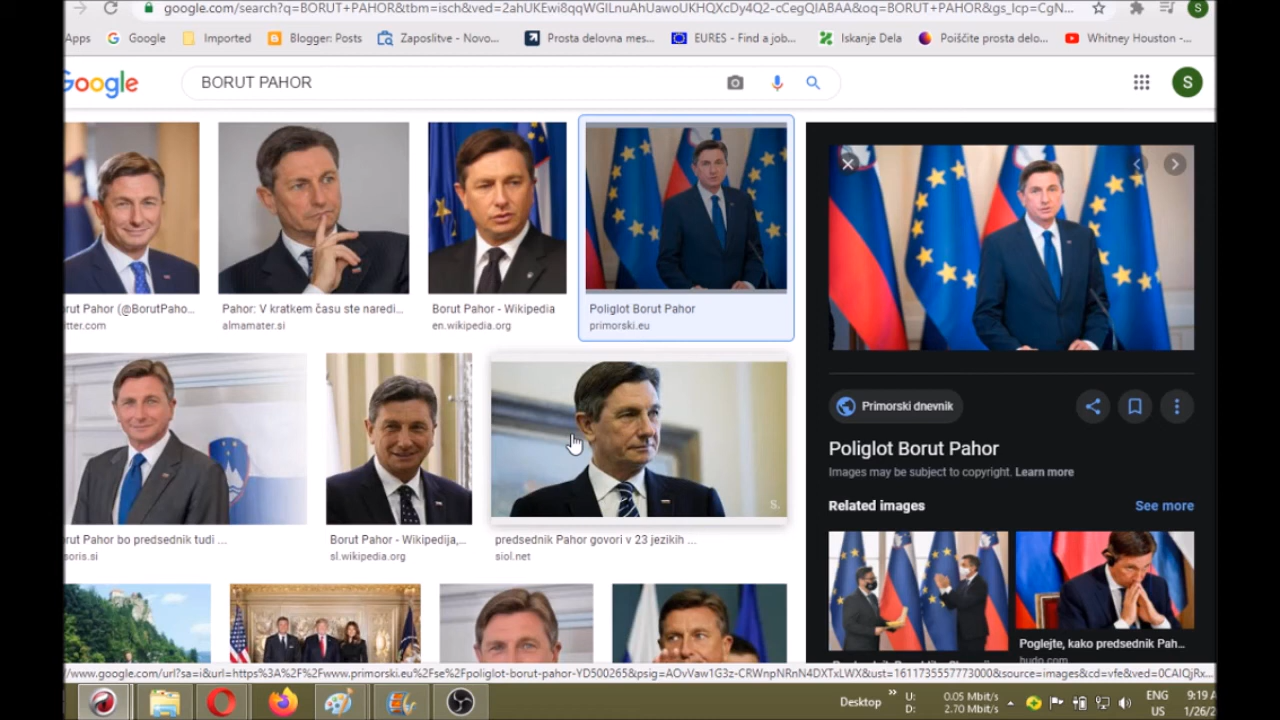 google.com/search?q=BORUT+PAHOR&tbm=isch&ved=2ahUKEwi8qqWGlLnuAhUAwoUKHQXcDy4Q2-cCegQIABAA&oq=BORUT+PAHOR&gs_lcp=CgN...
Apps Google Imported Blogger: Posts Zaposlitve - Novo... Prosta delovna mes... EURES - Find a job... Iskanje Dela Poiščite prosta delo... Whitney Houston -...
Google BORUT PAHOR S
rut Pahor (@BorutPaho... Pahor: V kratkem času ste naredi... Borut Pahor - Wikipedia Poliglot Borut Pahor
tter.com almamater.si en.wikipedia.org primorski.eu
Primorski dnevnik
Poliglot Borut Pahor
Images may be subject to copyright. Learn more
Related images See more
S.
rut Pahor bo predsednik tudi ... Borut Pahor - Wikipedija,... predsednik Pahor govori v 23 jezikih ...
soris.si sl.wikipedia.org siol.net
Poglejte, kako predsednik Pah...
/www.google.com/url?sa=i&url=https%3A%2F%2Fwww.primorski.eu%2Fse%2Fpoliglot-borut-pahor-YD500265&psig=AOvVaw1G3z-CRWnpNRnN4DXTxLWX&ust=1611735557773000&source=images&cd=vfe&ved=0CAIQjRx...
Desktop » U: 0.05 Mbit/s ENG 9:19
D: 2.70 Mbit/s US 1/26/2